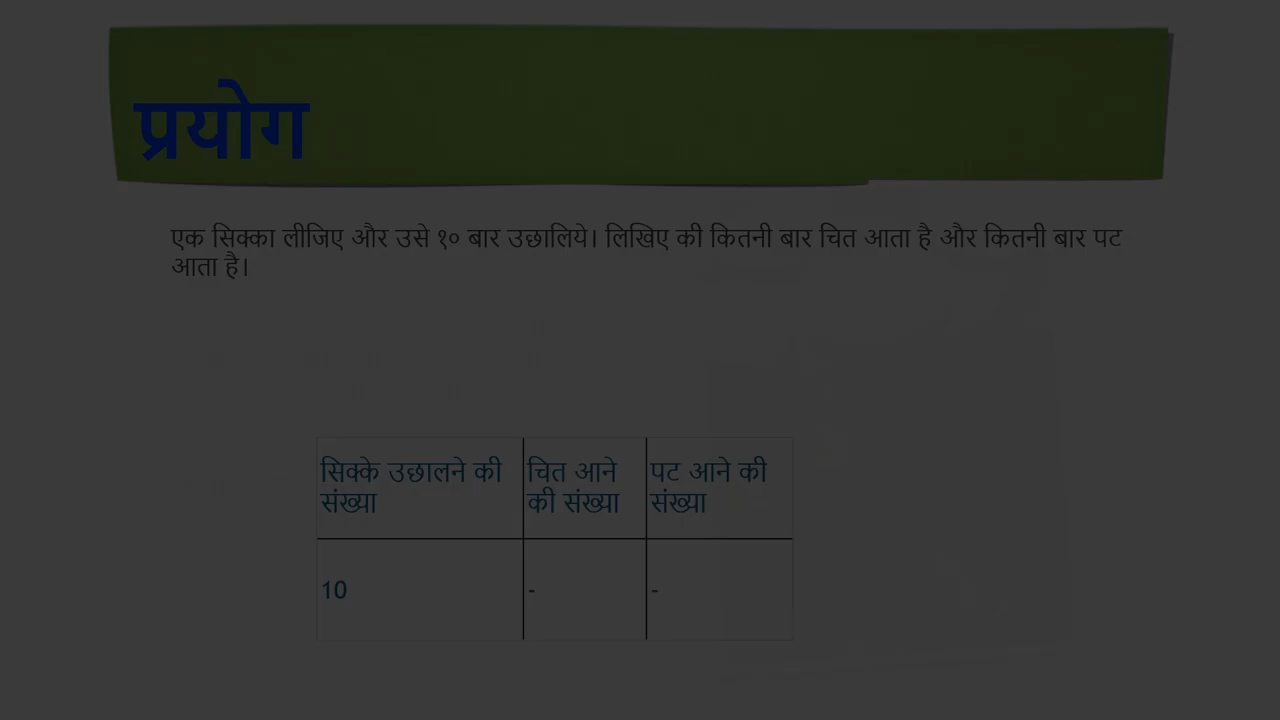 प्रयोग
एक सिक्का लीजिए और उसे १० बार उछालिये। लिखिए की कितनी बार चित आता है और कितनी बार पट
आता है।
सिक्के उछालने की
संख्या
चित आने
की संख्या
पट आने की
संख्या
10
-
-